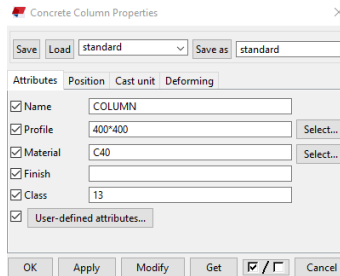 Concrete Column Properties
Save Load standard Save as standard
Attributes Position Cast unit Deforming
Name COLUMN
Profile 400*400 Select...
Material C40 Select...
Finish
Class 13
User-defined attributes...
OK Apply Modify Get / Cancel